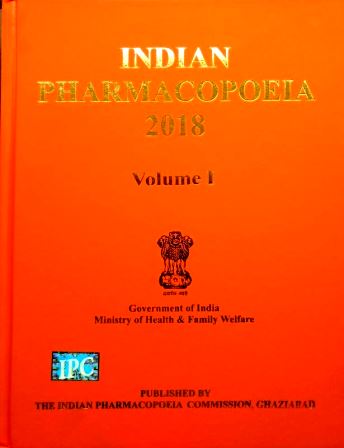 INDIAN
PHARMACOPOEIA
2018
Volume I
Government of India
Ministry of Health & Family Welfare
IPC
PUBLISHED BY
THE INDIAN PHARMACOPOEIA COMMISSION, GHAZIABAD